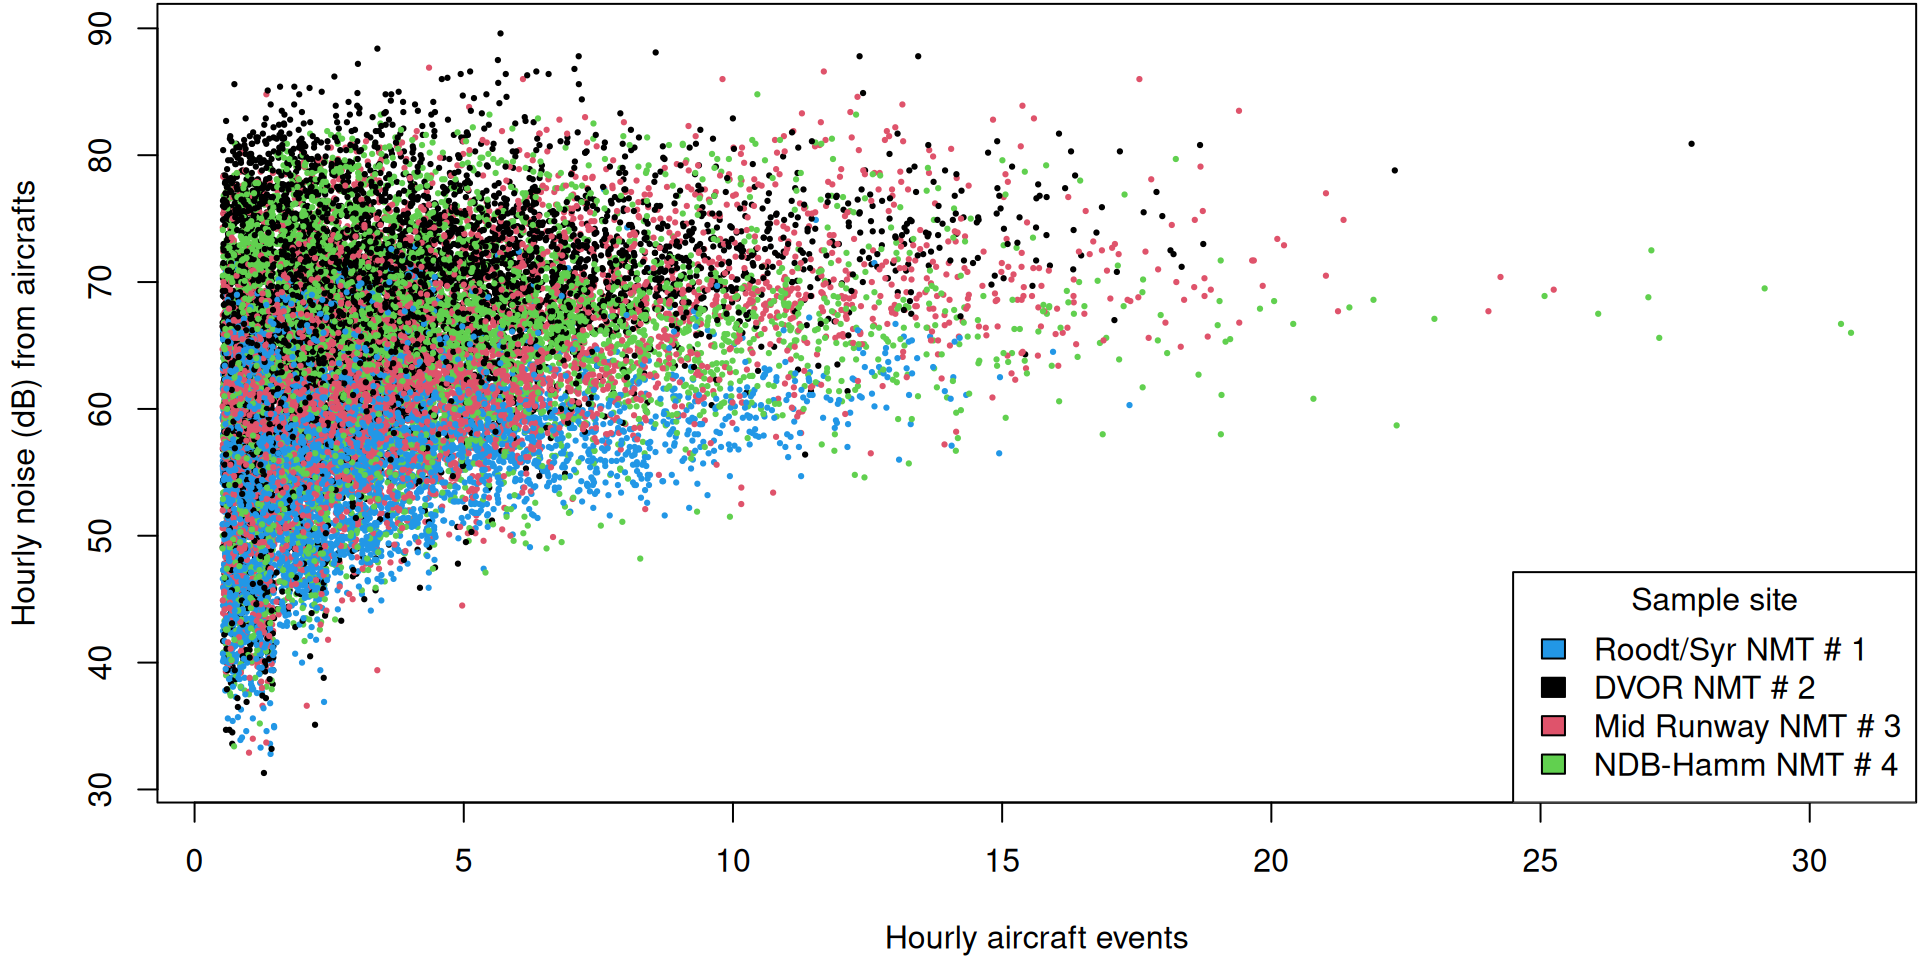 Hourly noise (dB) from aircrafts
90
80
70
60
50
40
30
0 5 10 15 20 25 30
Hourly aircraft events
Sample site
Roodt/Syr NMT # 1
DVOR NMT # 2
Mid Runway NMT # 3
NDB-Hamm NMT # 4